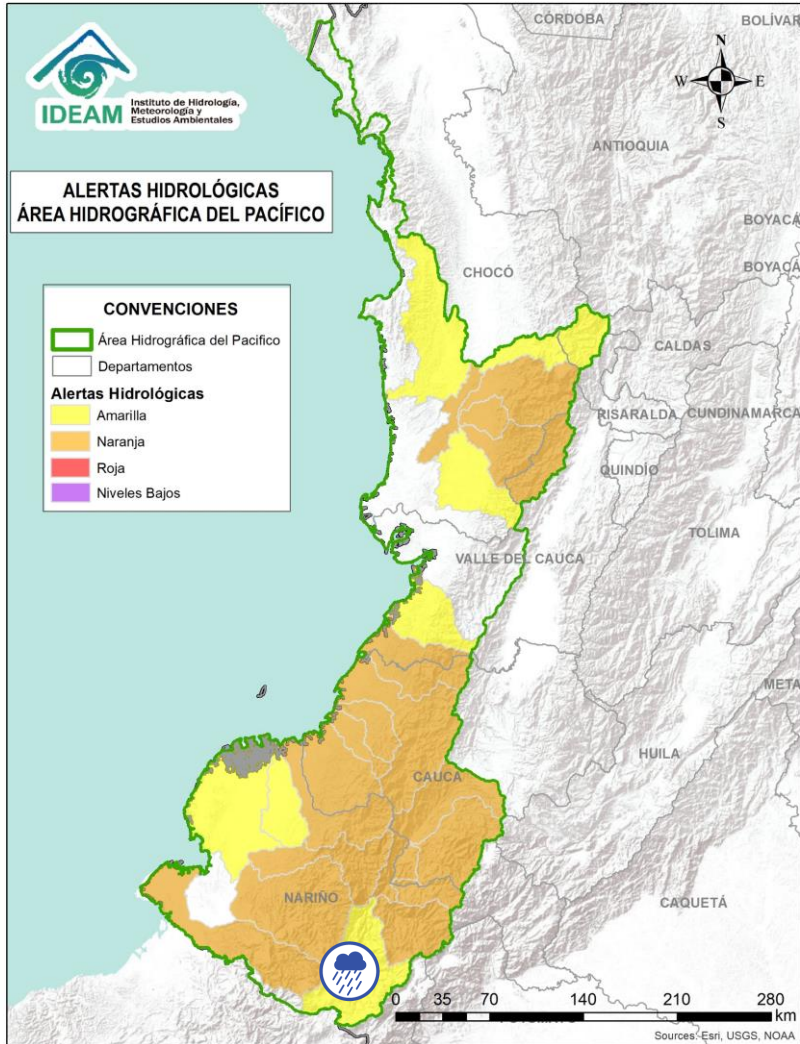 IDEAM
Instituto de Hidrología,
Meteorología y
Estudios Ambientales
ALERTAS HIDROLÓGICAS
ÁREA HIDROGRÁFICA DEL PACÍFICO
CONVENCIONES
Área Hidrográfica del Pacífico
Departamentos
Alertas Hidrológicas
Amarilla
Naranja
Roja
Niveles Bajos
CÓRDOBA
BOLÍVAR
N
W E
S
ANTIOQUIA
BOYACÁ
CHOCÓ
BOYACÁ
CALDAS
RISARALDA
CUNDINAMARCA
QUINDÍO
TOLIMA
VALLE DEL CAUCA
META
HUILA
CAUCA
NARIÑO
CAQUETÁ
0 35 70 140 210 280
km
Sources: Esri, USGS, NOAA